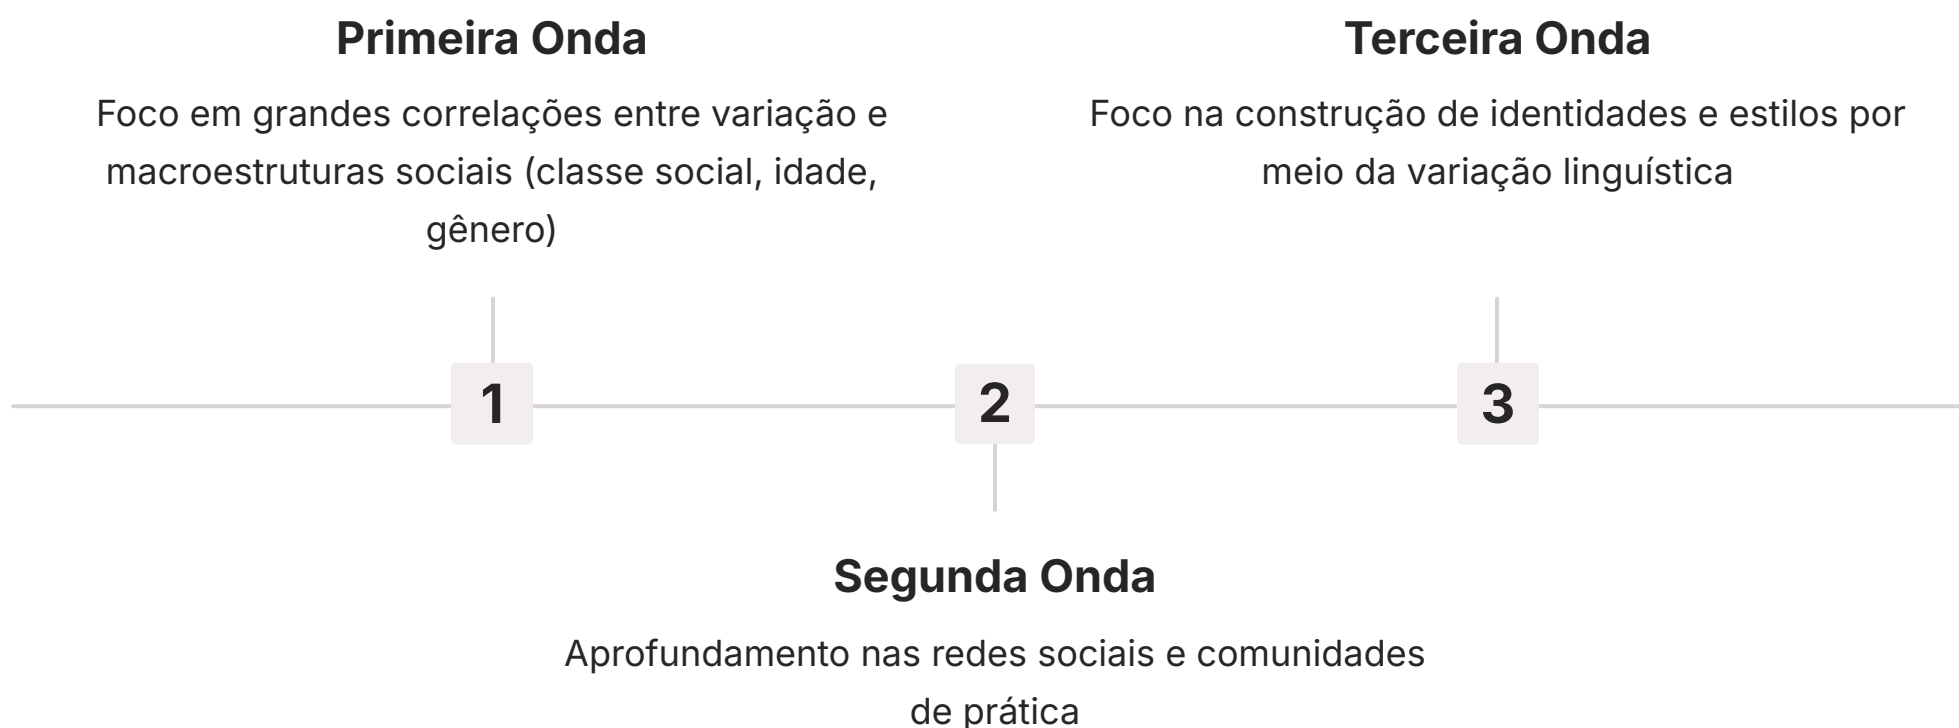 Primeira Onda
Foco em grandes correlações entre variação e
macroestruturas sociais (classe social, idade,
gênero)
Terceira Onda
Foco na construção de identidades e estilos por
meio da variação linguística
1
2
3
Segunda Onda
Aprofundamento nas redes sociais e comunidades
de prática